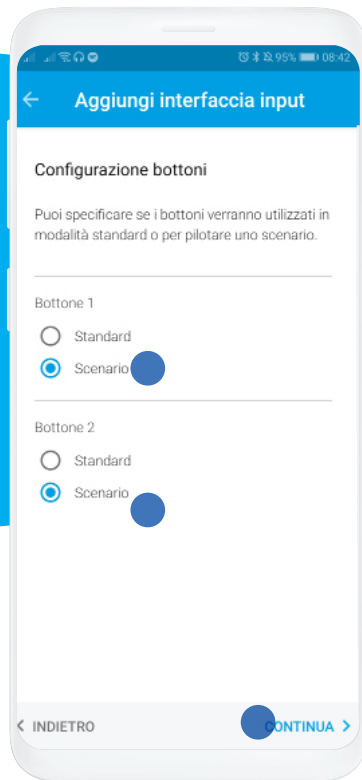 95% 08:42
Aggiungi interfaccia input
Configurazione bottoni
Puoi specificare se i bottoni verranno utilizzati in
modalità standard o per pilotare uno scenario.
Bottone 1
Standard
Scenario
Bottone 2
Standard
Scenario
INDIETRO
CONTINUA